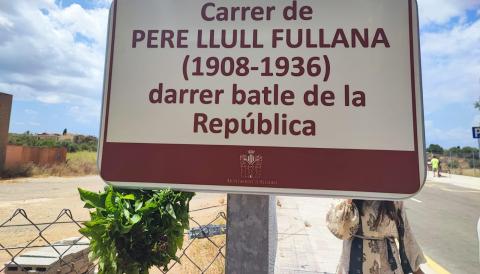 Carrer de
PERE LLULL FULLANA
(1908-1936)
darrer batle de la
República
P